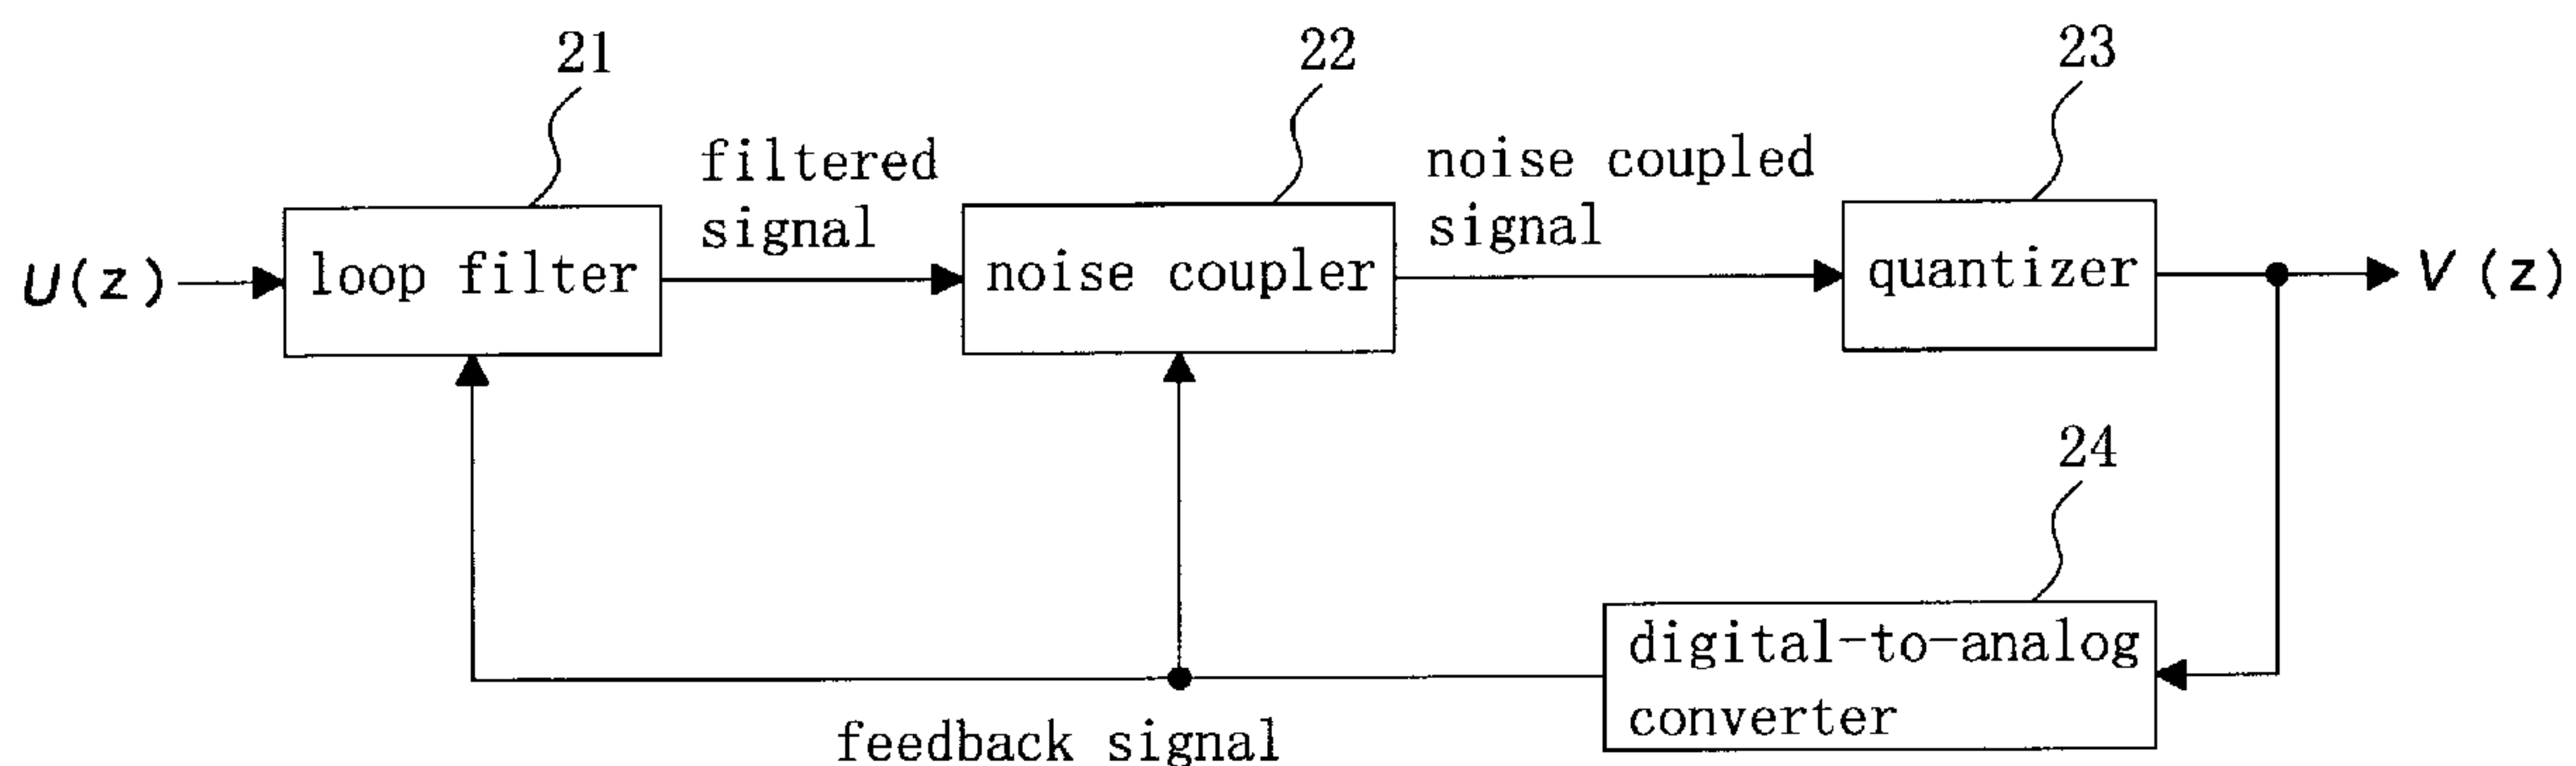 21
22
23
filtered
signal
noise coupled
signal
U(z)
loop filter
noise coupler
quantizer
V (z)
24
digital-to-analog
converter
feedback signal